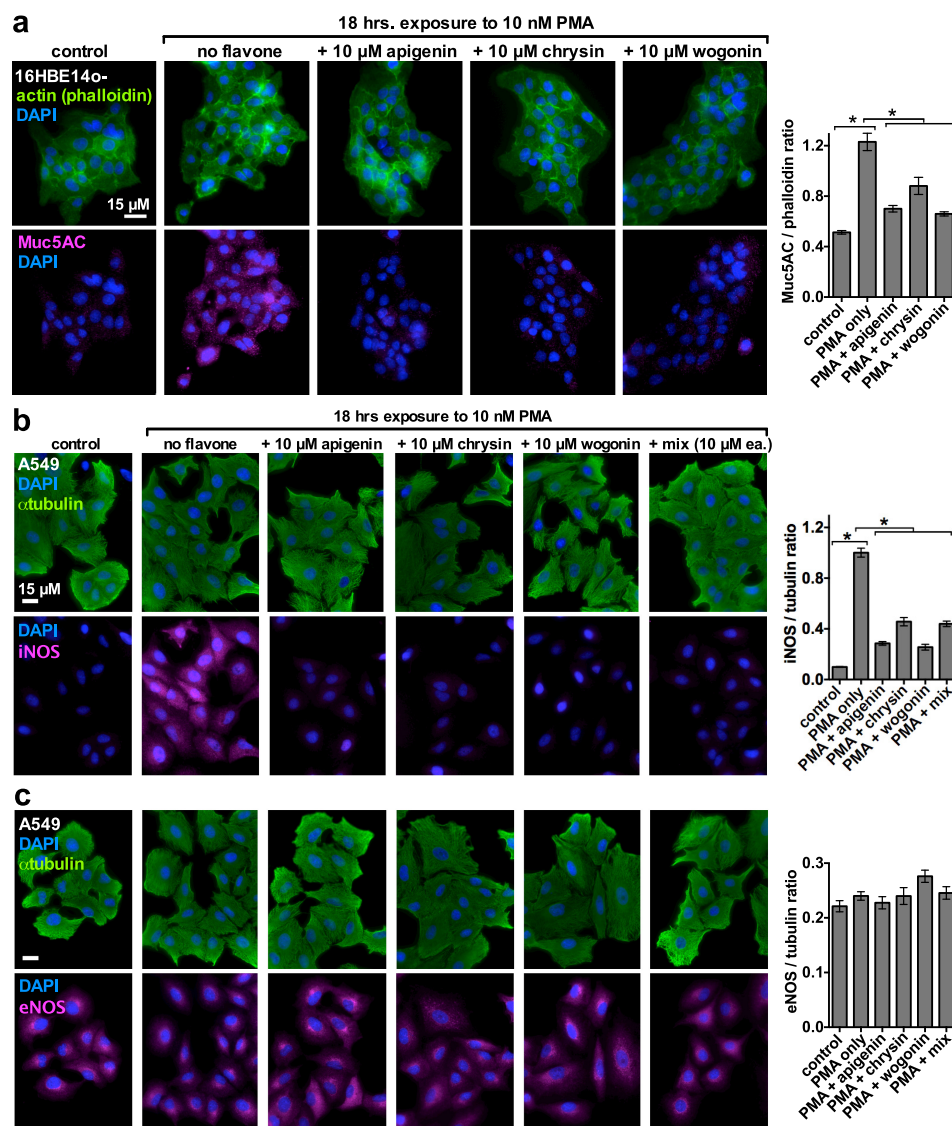 a
18 hrs. exposure to 10 nM PMA
control
no flavone
+ 10 µM apigenin
+ 10 µM chrysin
+ 10 µM wogonin
16HBE14o-
actin (phalloidin)
DAPI
15 µM
Muc5AC
DAPI
Muc5AC / phalloidin ratio
1.2
0.8
0.4
0.0
* *
control
PMA only
PMA + apigenin
PMA + chrysin
PMA + wogonin
b
18 hrs exposure to 10 nM PMA
control
no flavone
+ 10 µM apigenin
+ 10 µM chrysin
+ 10 µM wogonin
+ mix (10 µM ea.)
A549
DAPI
αtubulin
15 µM
DAPI
iNOS
iNOS / tubulin ratio
1.2
0.8
0.4
0.0
* *
control
PMA only
PMA + apigenin
PMA + chrysin
PMA + wogonin
PMA + mix
c
A549
DAPI
αtubulin
DAPI
eNOS
eNOS / tubulin ratio
0.3
0.2
0.1
0.0
control
PMA only
PMA + apigenin
PMA + chrysin
PMA + wogonin
PMA + mix